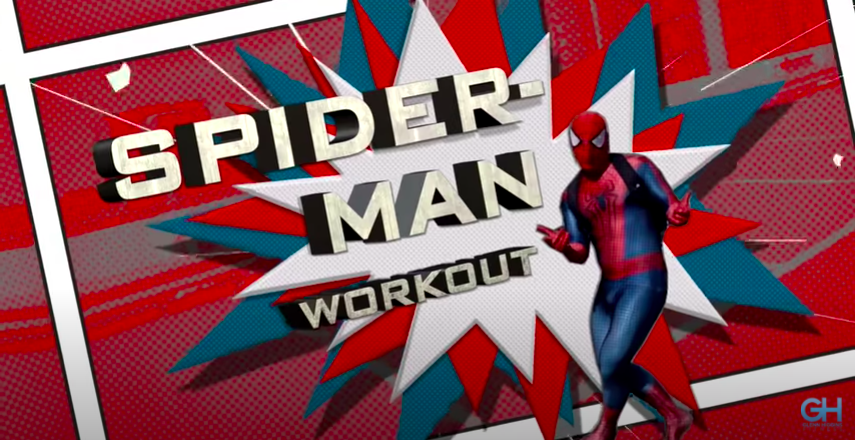 SPIDER-
MAN
WORKOUT
GH